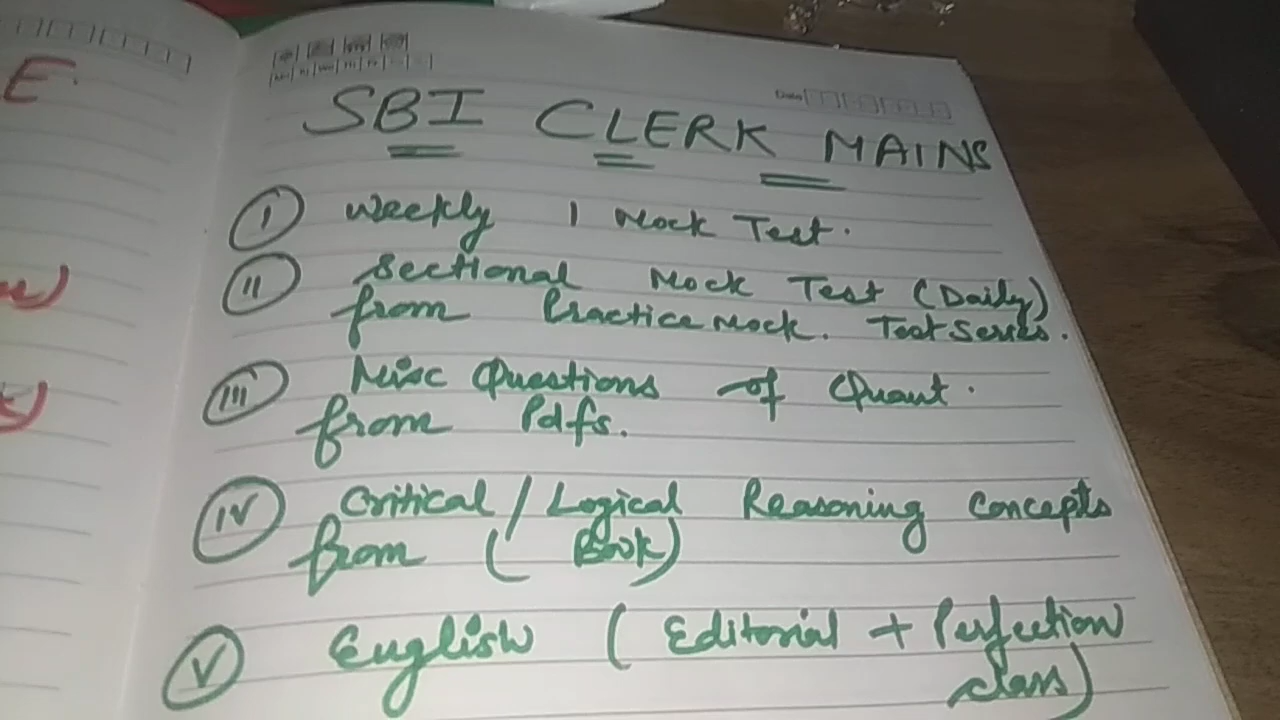 E
Date
SBI CLERK MAINS
I Weekly 1 Mock Test.
II Sectional Mock Test (Daily)
from Practice Mock. Test Series.
III Misc Questions of Quant.
from Pdfs.
IV Critical / Logical Reasoning Concepts
from ( Book)
V English ( Editorial + Perfection
class)